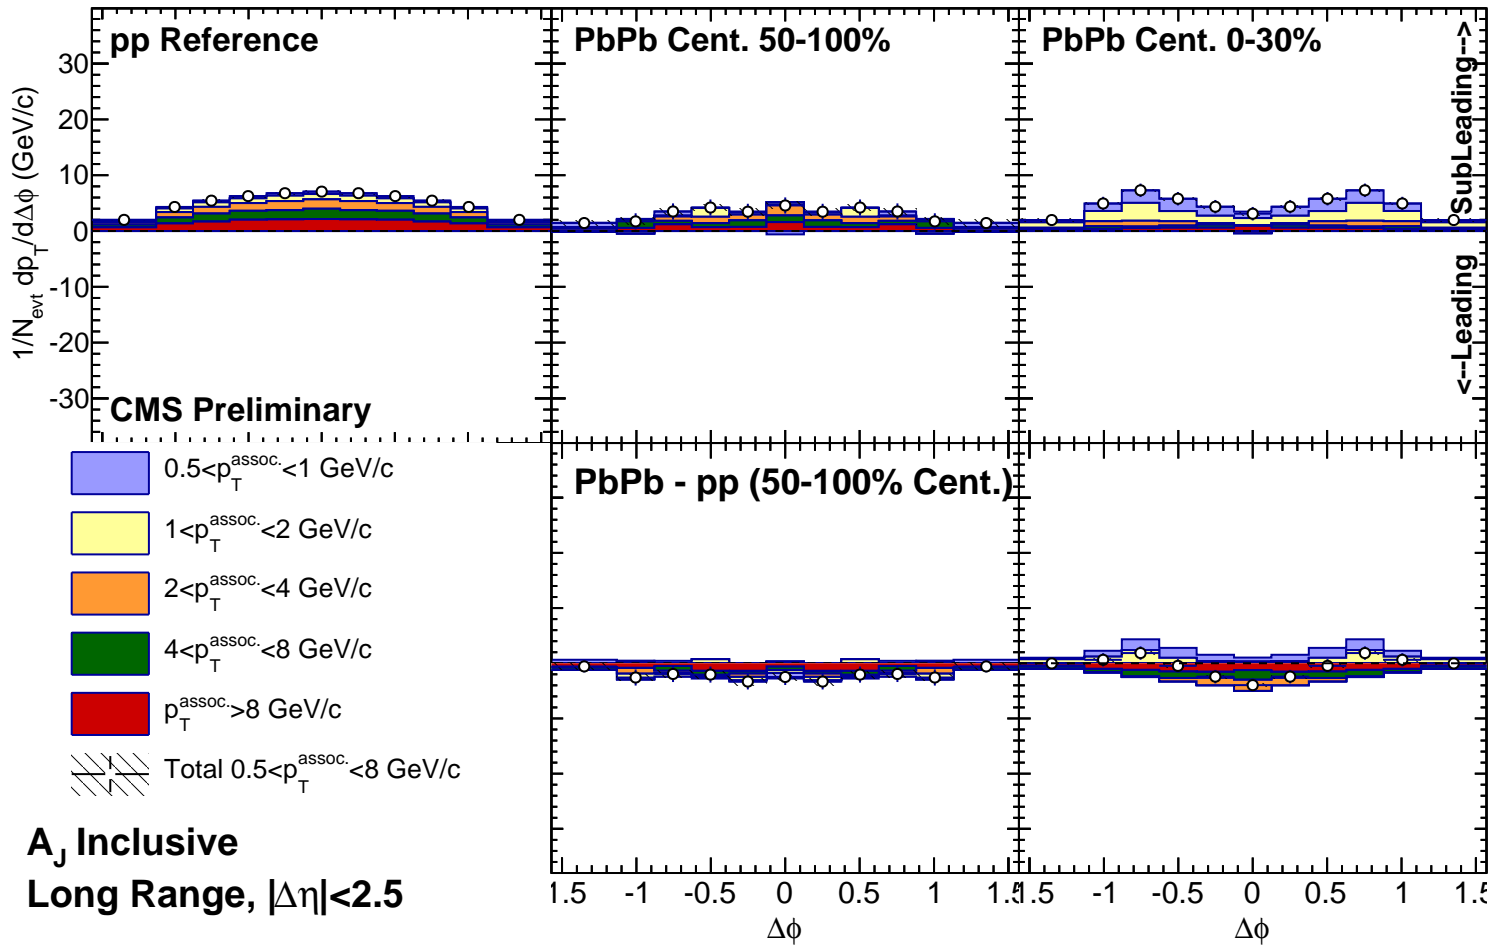 pp Reference
PbPb Cent. 50-100%
PbPb Cent. 0-30%
30
20
10
0
-10
-20
-30
1/N_evt dp_T/dΔϕ (GeV/c)
SubLeading-->
<--Leading
CMS Preliminary
PbPb - pp (50-100% Cent.)
0.5<p_T^assoc.<1 GeV/c
1<p_T^assoc.<2 GeV/c
2<p_T^assoc.<4 GeV/c
4<p_T^assoc.<8 GeV/c
p_T^assoc.>8 GeV/c
Total 0.5<p_T^assoc.<8 GeV/c
A_J Inclusive
Long Range, |Δη|<2.5
1.5 -1 -0.5 0 0.5 1 1.5 -1 -0.5 0 0.5 1 1.5
Δϕ
Δϕ